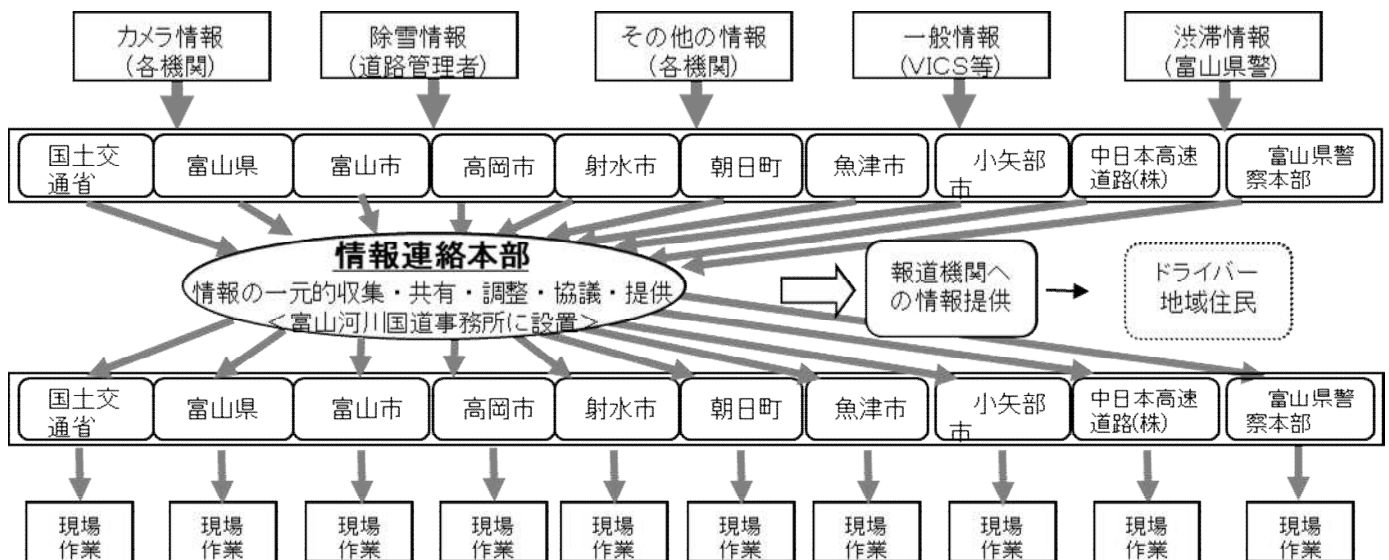 カメラ情報
(各機関)
除雪情報
(道路管理者)
その他の情報
(各機関)
一般情報
(VICS等)
渋滞情報
(富山県警)
国土交
通省
富山県
富山市
高岡市
射水市
朝日町
魚津市
小矢部
市
中日本高速
道路(株)
富山県警
察本部
情報連絡本部
情報の一元的収集・共有・調整・協議・提供
＜富山河川国道事務所に設置＞
報道機関へ
の情報提供
ドライバー
地域住民
国土交
通省
富山県
富山市
高岡市
射水市
朝日町
魚津市
小矢部
市
中日本高速
道路(株)
富山県警
察本部
現場
作業
現場
作業
現場
作業
現場
作業
現場
作業
現場
作業
現場
作業
現場
作業
現場
作業
現場
作業